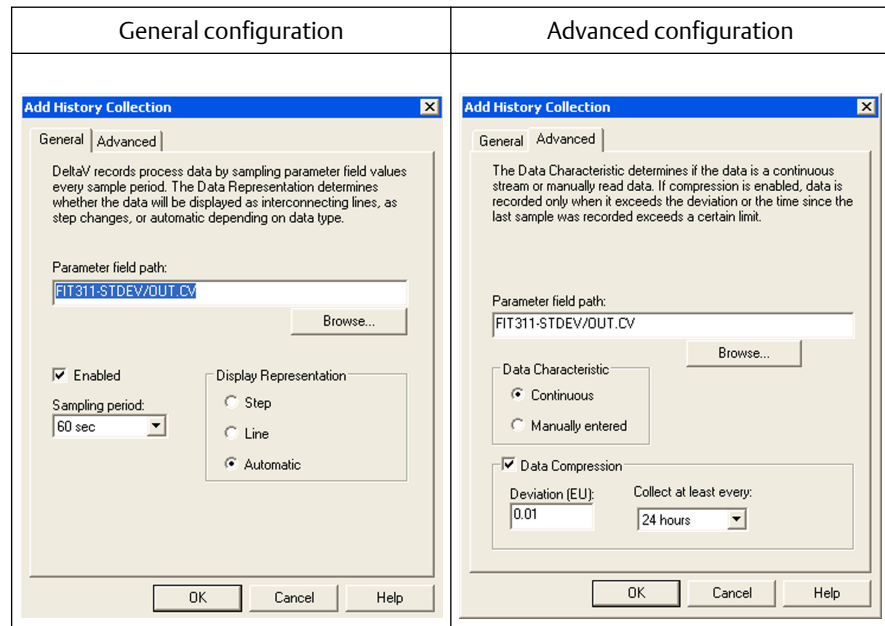 General configuration
Advanced configuration
Add History Collection
General
Advanced
DeltaV records process data by sampling parameter field values
every sample period. The Data Representation determines
whether the data will be displayed as interconnecting lines, as
step changes, or automatic depending on data type.
Parameter field path:
FIT311-STDEV/OUT.CV
Browse...
Enabled
Sampling period:
60 sec
Display Representation
Step
Line
Automatic
OK
Cancel
Help
Add History Collection
General
Advanced
The Data Characteristic determines if the data is a continuous
stream or manually read data. If compression is enabled, data is
recorded only when it exceeds the deviation or the time since the
last sample was recorded exceeds a certain limit.
Parameter field path:
FIT311-STDEV/OUT.CV
Browse...
Data Characteristic
Continuous
Manually entered
Data Compression
Deviation (EU):
0.01
Collect at least every:
24 hours
OK
Cancel
Help